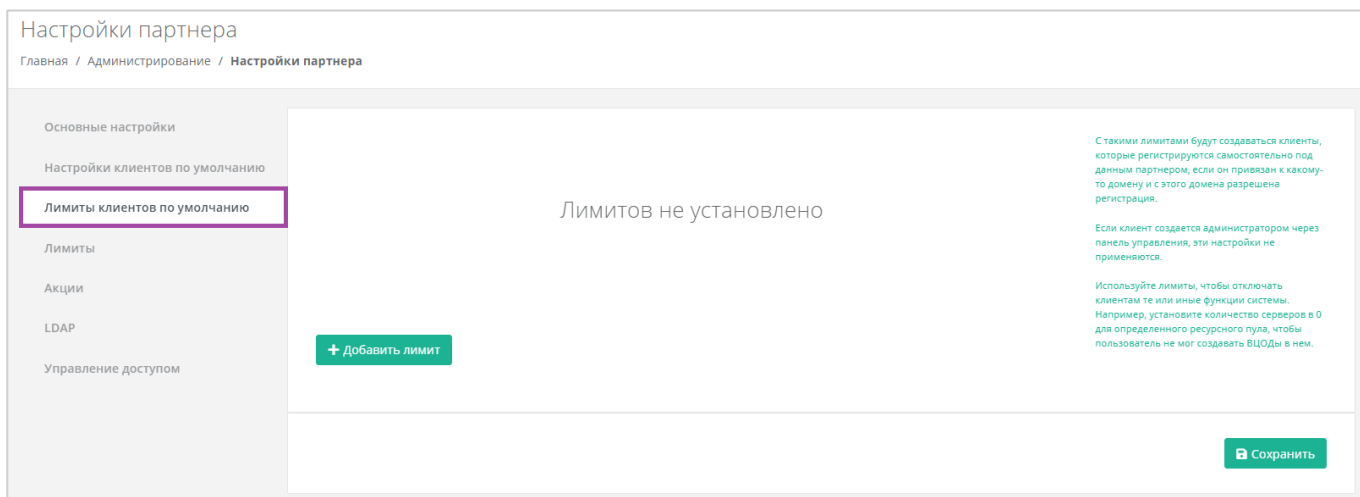 Настройки партнера
Главная / Администрирование / Настройки партнера
Основные настройки
Настройки клиентов по умолчанию
Лимиты клиентов по умолчанию
Лимиты
Акции
LDAP
Управление доступом
Лимитов не установлено
+ Добавить лимит
С такими лимитами будут создаваться клиенты,
которые регистрируются самостоятельно под
данным партнером, если он привязан к какому-
то домену и с этого домена разрешена
регистрация.
Если клиент создается администратором через
панель управления, эти настройки не
применяются.
Используйте лимиты, чтобы отключать
клиентам те или иные функции системы.
Например, установите количество серверов в 0
для определенного ресурсного пула, чтобы
пользователь не мог создавать ВЦОДы в нем.
Сохранить